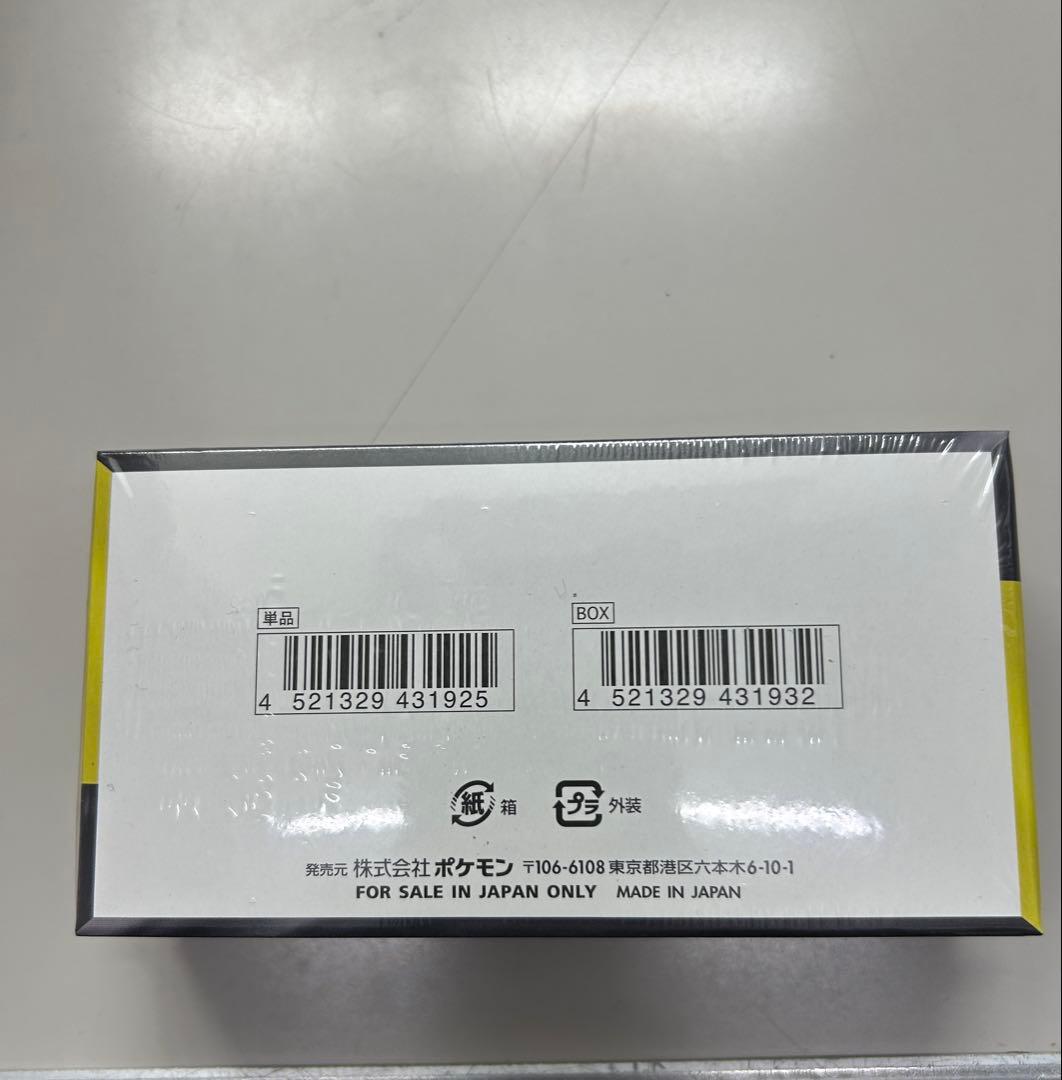 単品
4 521329 431925
BOX
4 521329 431932
紙 箱
プラ 外装
発売元 株式会社ポケモン 〒106-6108 東京都港区六本木6-10-1
FOR SALE IN JAPAN ONLY MADE IN JAPAN